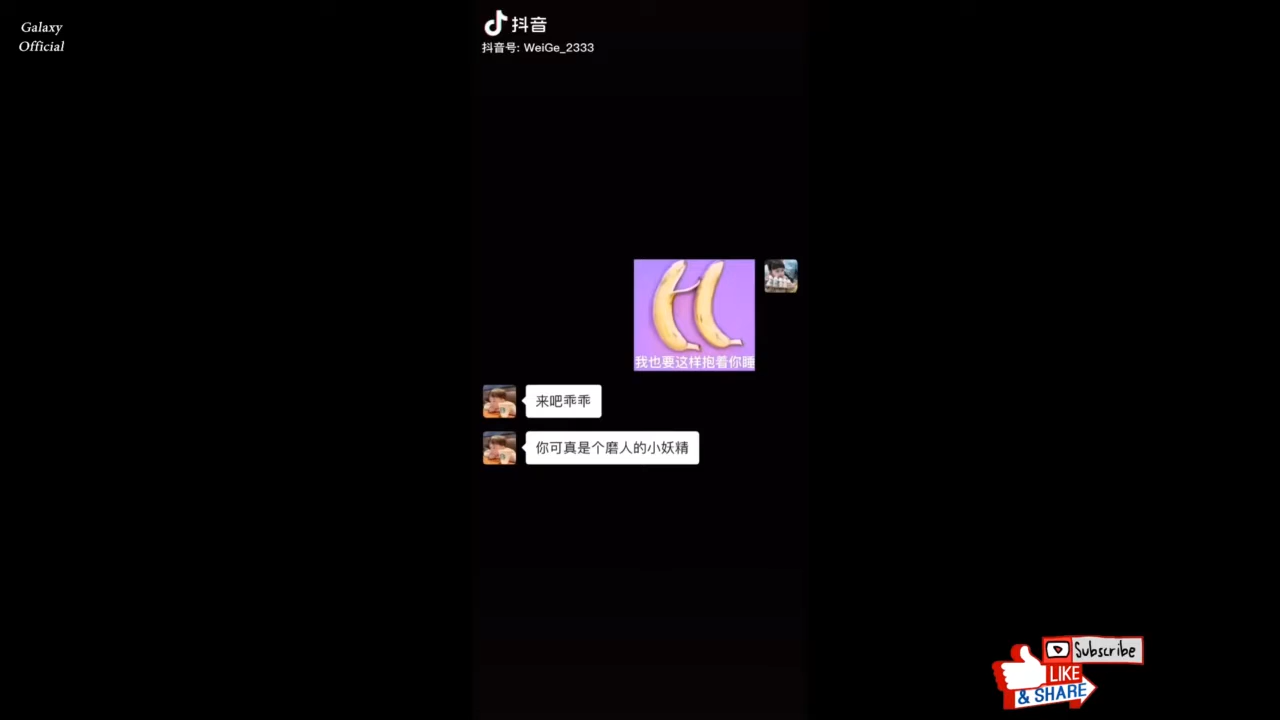 Galaxy
Official
抖音
抖音号: WeiGe_2333
我也要这样抱着你睡
来吧乖乖
你可真是个磨人的小妖精
Subscribe
LIKE
& SHARE